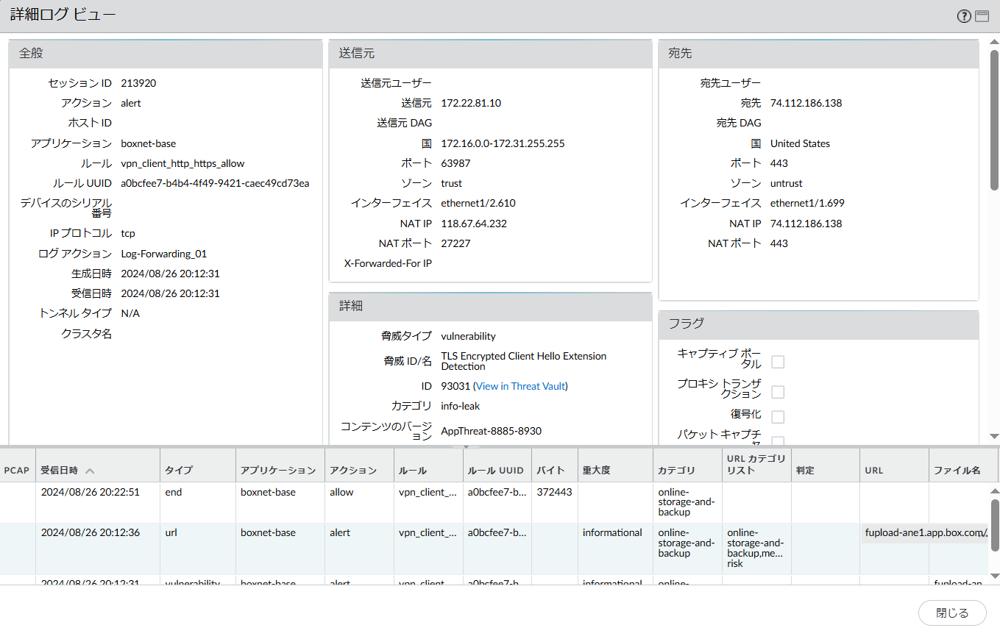 詳細ログ ビュー
全般
セッション ID 213920
アクション alert
ホスト ID
アプリケーション boxnet-base
ルール vpn_client_http_https_allow
ルール UUID a0bcfee7-b4b4-4f49-9421-caec49cd73ea
デバイスのシリアル
番号
IP プロトコル tcp
ログ アクション Log-Forwarding_01
生成日時 2024/08/26 20:12:31
受信日時 2024/08/26 20:12:31
トンネル タイプ N/A
クラスタ名
送信元
送信元ユーザー
送信元 172.22.81.10
送信元 DAG
国 172.16.0.0-172.31.255.255
ポート 63987
ゾーン trust
インターフェイス ethernet1/2.610
NAT IP 118.67.64.232
NAT ポート 27227
X-Forwarded-For IP
詳細
脅威タイプ vulnerability
脅威 ID/名 TLS Encrypted Client Hello Extension
Detection
ID 93031 (View in Threat Vault)
カテゴリ info-leak
コンテンツのバージ
ョン AppThreat-8885-8930
宛先
宛先ユーザー
宛先 74.112.186.138
宛先 DAG
国 United States
ポート 443
ゾーン untrust
インターフェイス ethernet1/1.699
NAT IP 74.112.186.138
NAT ポート 443
フラグ
キャプティブ ポー
タル
プロキシ トランザ
クション
復号化
パケット キャプチ
ャ
PCAP 受信日時 タイプ アプリケーション アクション ルール ルール UUID バイト 重大度 カテゴリ URL カテゴリ リスト 判定 URL ファイル名
2024/08/26 20:22:51 end boxnet-base allow vpn_client_... a0bcfee7-b... 372443 online-
storage-and-
backup
2024/08/26 20:12:36 url boxnet-base alert vpn_client_... a0bcfee7-b... informational online- online- fupload-ane1.app.box.com/..
storage-and- storage-and-
backup backup,me...
risk
2024/08/26 20:12:31 vulnerability boxnet-base alert vpn_client a0bcfee7-b informational online- fupload-an
閉じる